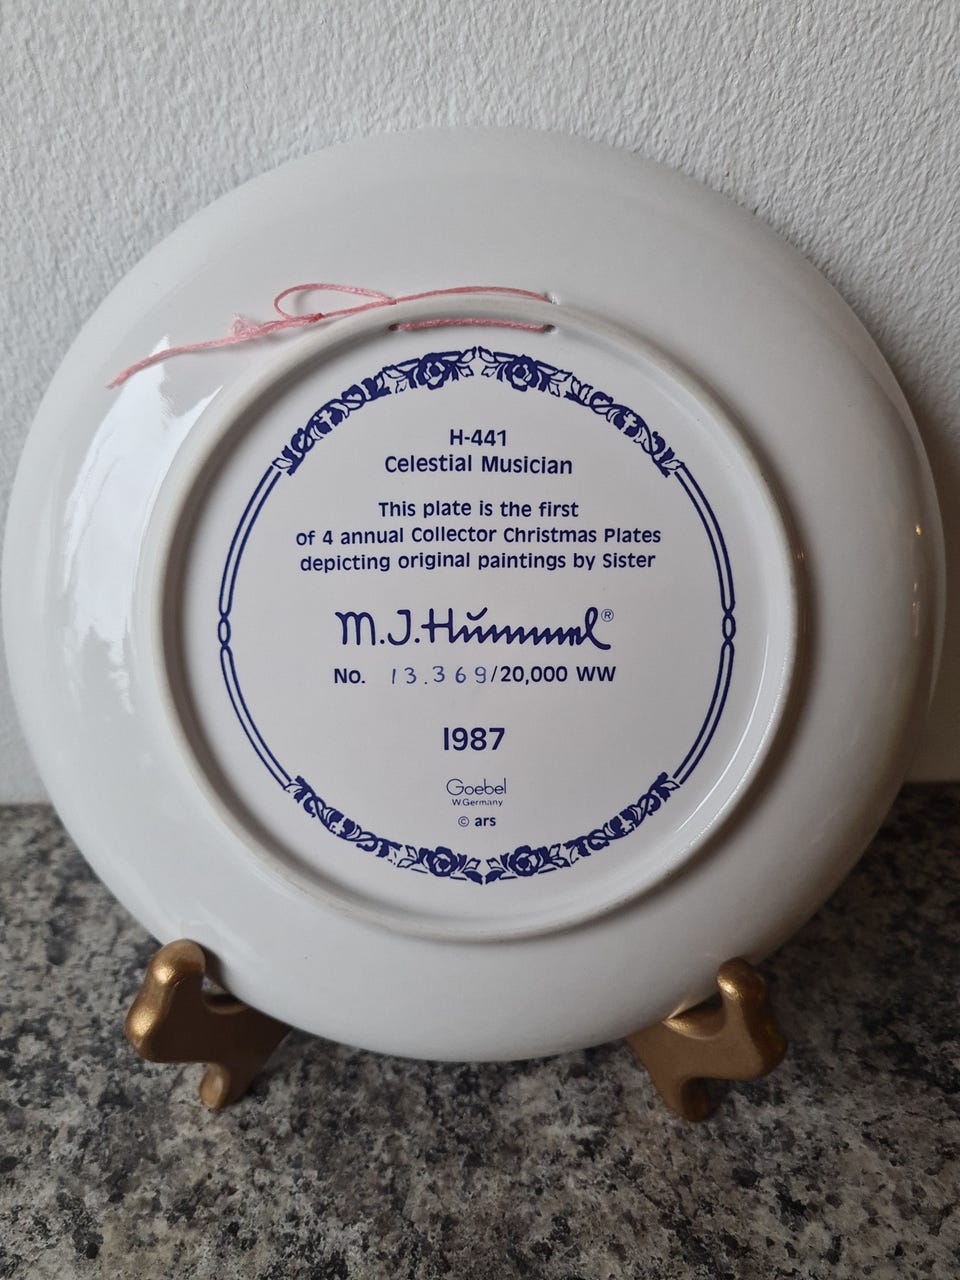 H-441
Celestial Musician
This plate is the first
of 4 annual Collector Christmas Plates
depicting original paintings by Sister
M.J.Hummel®
No. 13.369/20,000 WW
1987
Goebel
W.Germany
© ars